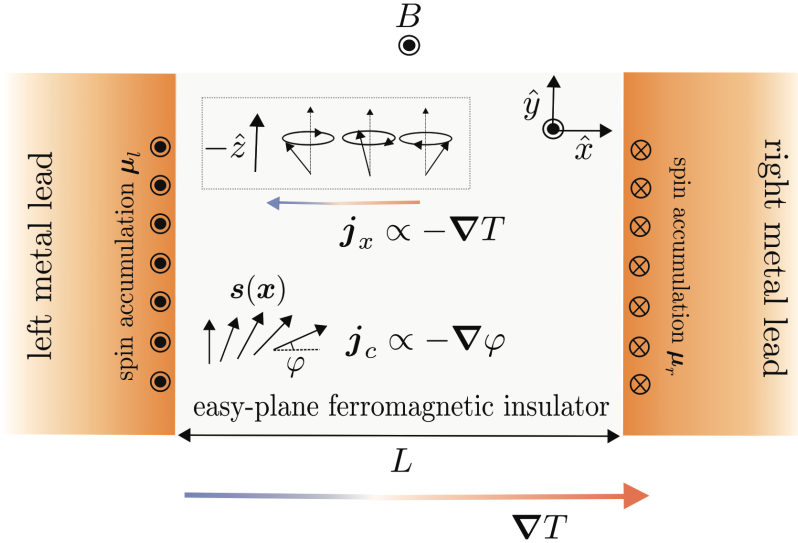 B
left metal lead
spin accumulation μ_l
−ẑ
j_x ∝ −∇T
s(x)
φ
j_c ∝ −∇φ
ŷ
x̂
easy-plane ferromagnetic insulator
spin accumulation μ_r
right metal lead
L
∇T